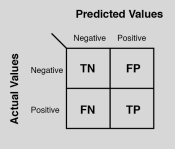 Predicted Values
Negative Positive
Actual Values
Negative TN FP
Positive FN TP